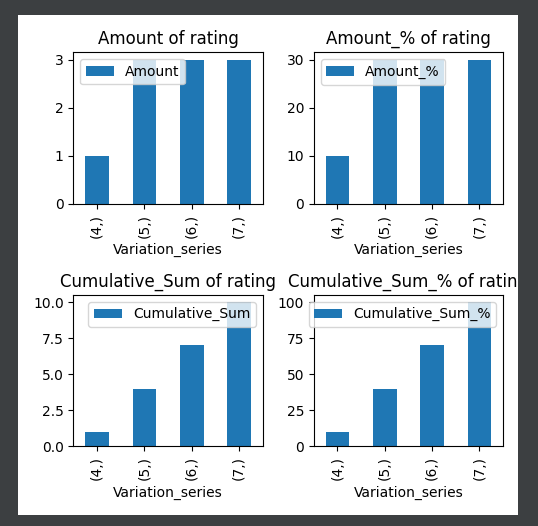 Amount of rating
3
2
1
0
Amount
(4,)
(5,)
(6,)
(7,)
Variation_series
Amount_% of rating
30
20
10
0
Amount_%
(4,)
(5,)
(6,)
(7,)
Variation_series
Cumulative_Sum of rating
10.0
7.5
5.0
2.5
0.0
Cumulative_Sum
(4,)
(5,)
(6,)
(7,)
Variation_series
Cumulative_Sum_% of ratin
100
75
50
25
0
Cumulative_Sum_%
(4,)
(5,)
(6,)
(7,)
Variation_series